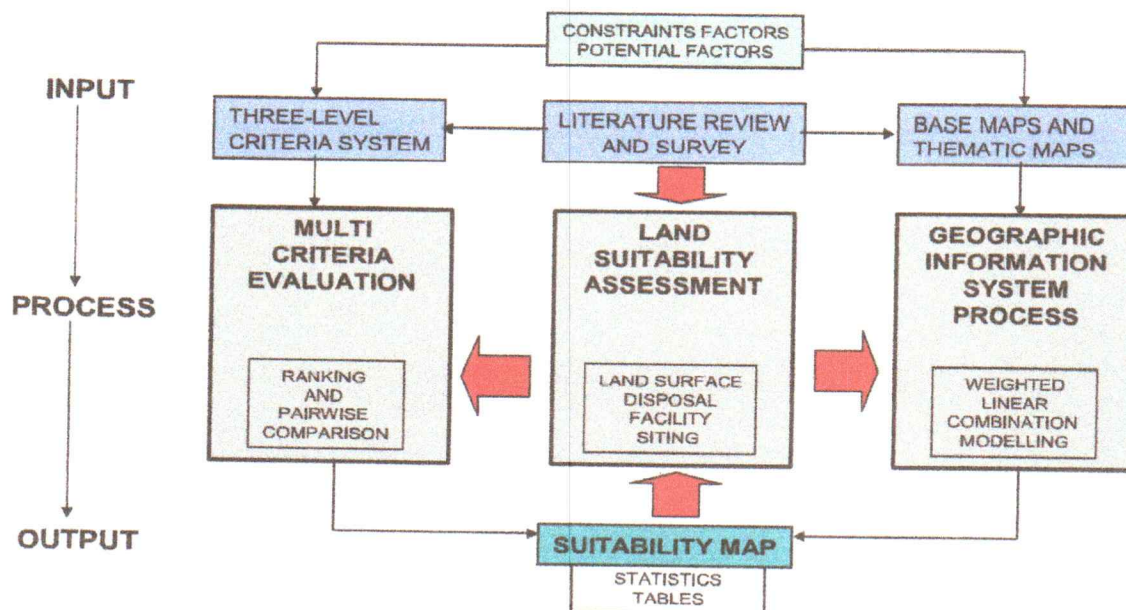 CONSTRAINTS FACTORS
POTENTIAL FACTORS
INPUT
THREE-LEVEL
CRITERIA SYSTEM
LITERATURE REVIEW
AND SURVEY
BASE MAPS AND
THEMATIC MAPS
MULTI
CRITERIA
EVALUATION
LAND
SUITABILITY
ASSESSMENT
GEOGRAPHIC
INFORMATION
SYSTEM
PROCESS
PROCESS
RANKING
AND
PAIRWISE
COMPARISON
LAND SURFACE
DISPOSAL
FACILITY
SITING
WEIGHTED
LINEAR
COMBINATION
MODELLING
OUTPUT
SUITABILITY MAP
STATISTICS
TABLES